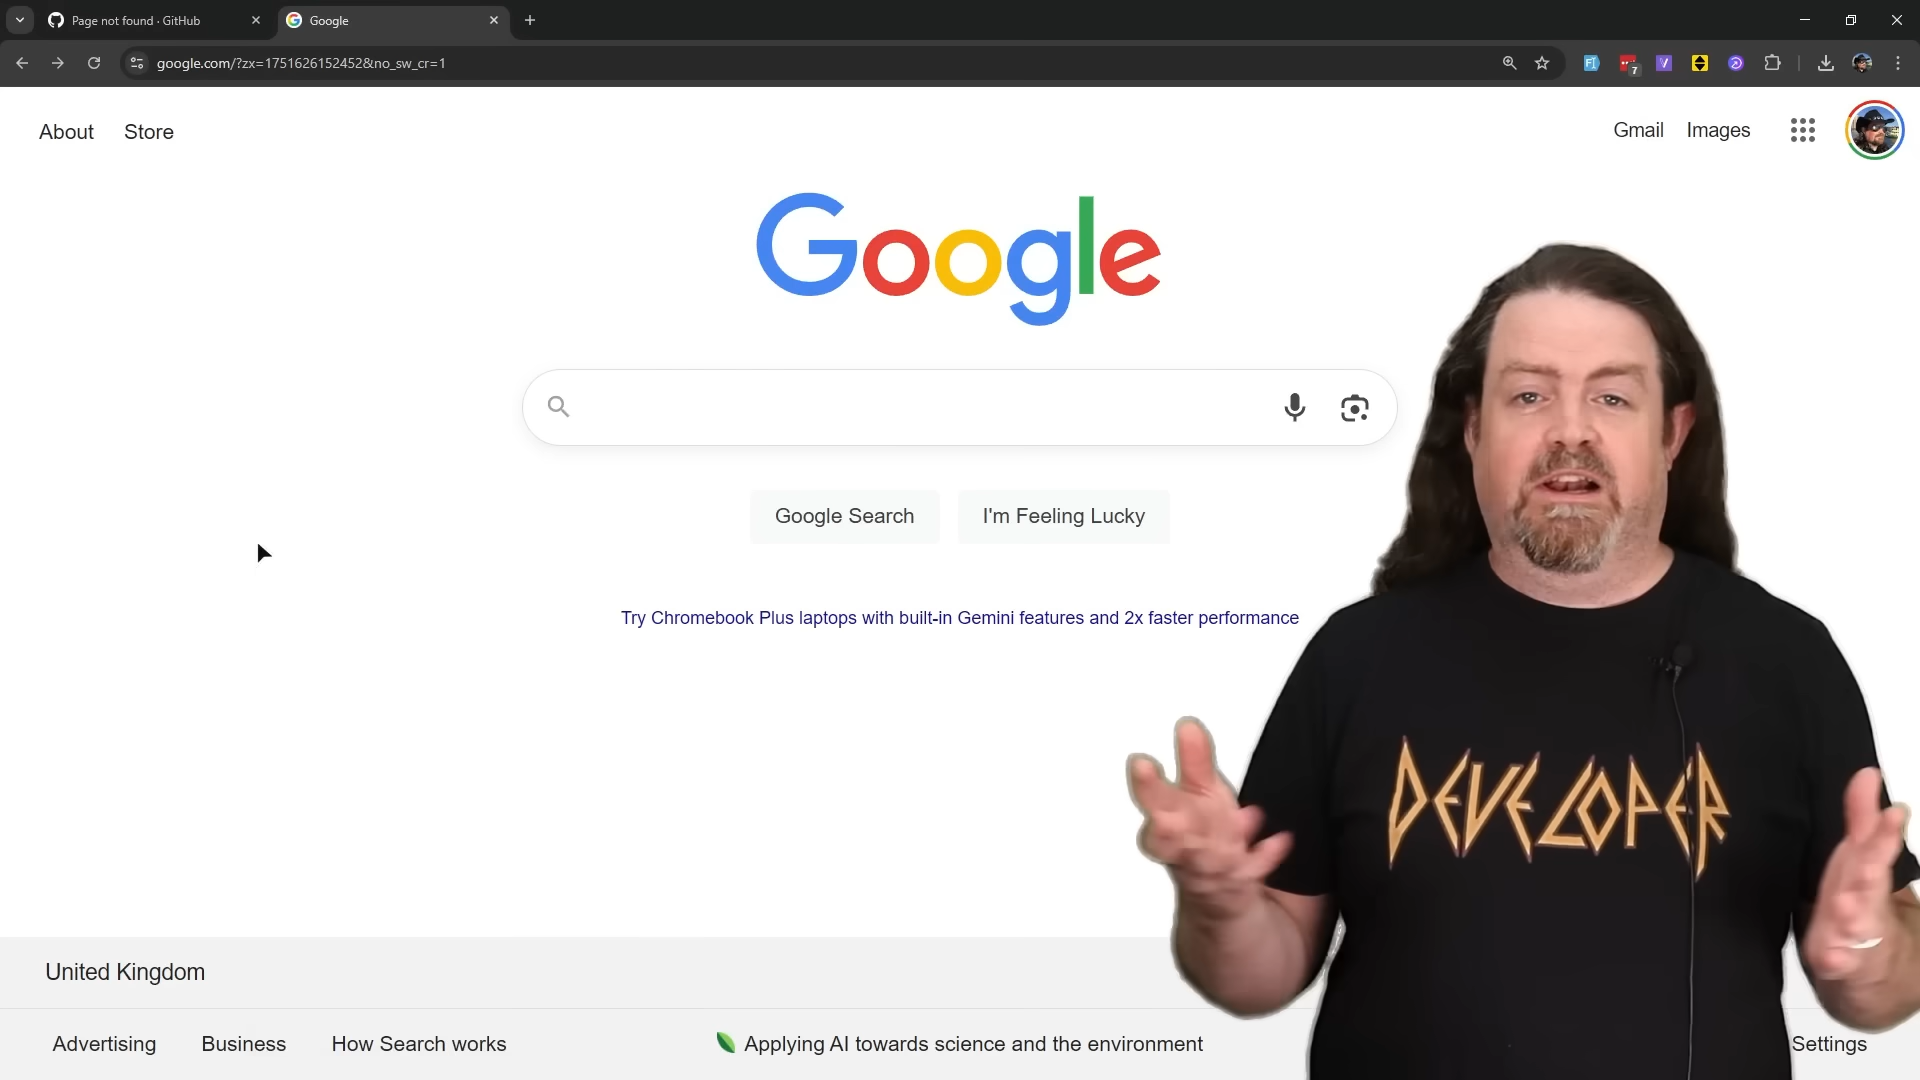 Page not found · GitHub
Google
google.com/?zx=1751626152452&no_sw_cr=1
7
About Store
Gmail Images
Google
Google Search I'm Feeling Lucky
Try Chromebook Plus laptops with built-in Gemini features and 2x faster performance
DEVELOPER
United Kingdom
Advertising Business How Search works
Applying AI towards science and the environment
Settings